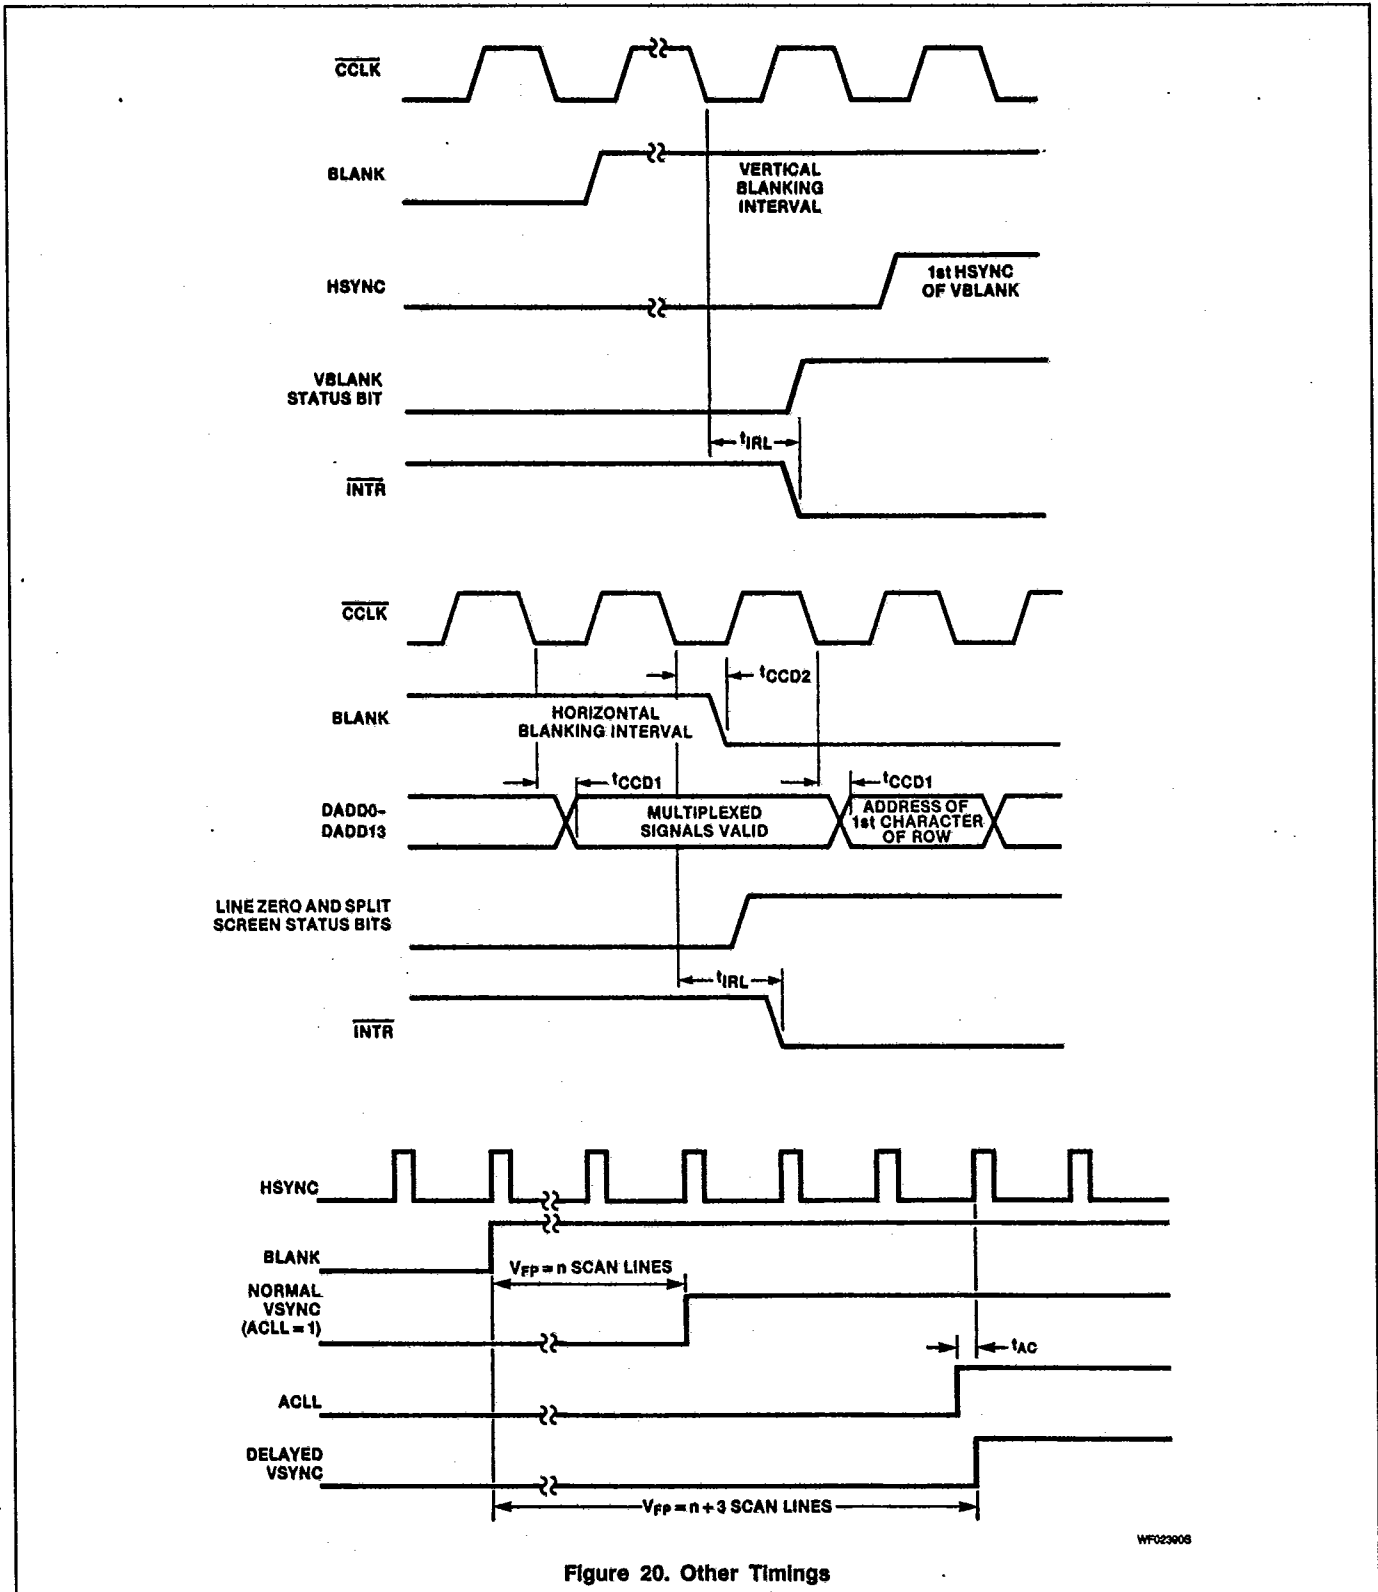 CCLK
BLANK
VERTICAL
BLANKING
INTERVAL
HSYNC
1st HSYNC
OF VBLANK
VBLANK
STATUS BIT
tIRL
INTR
CCLK
tCCD2
BLANK
HORIZONTAL
BLANKING INTERVAL
tCCD1
tCCD1
DADD0-
DADD13
MULTIPLEXED
SIGNALS VALID
ADDRESS OF
1st CHARACTER
OF ROW
LINE ZERO AND SPLIT
SCREEN STATUS BITS
tIRL
INTR
HSYNC
BLANK
VFP = n SCAN LINES
NORMAL
VSYNC
(ACLL = 1)
tAC
ACLL
DELAYED
VSYNC
VFP = n + 3 SCAN LINES
WF02390S
Figure 20. Other Timings